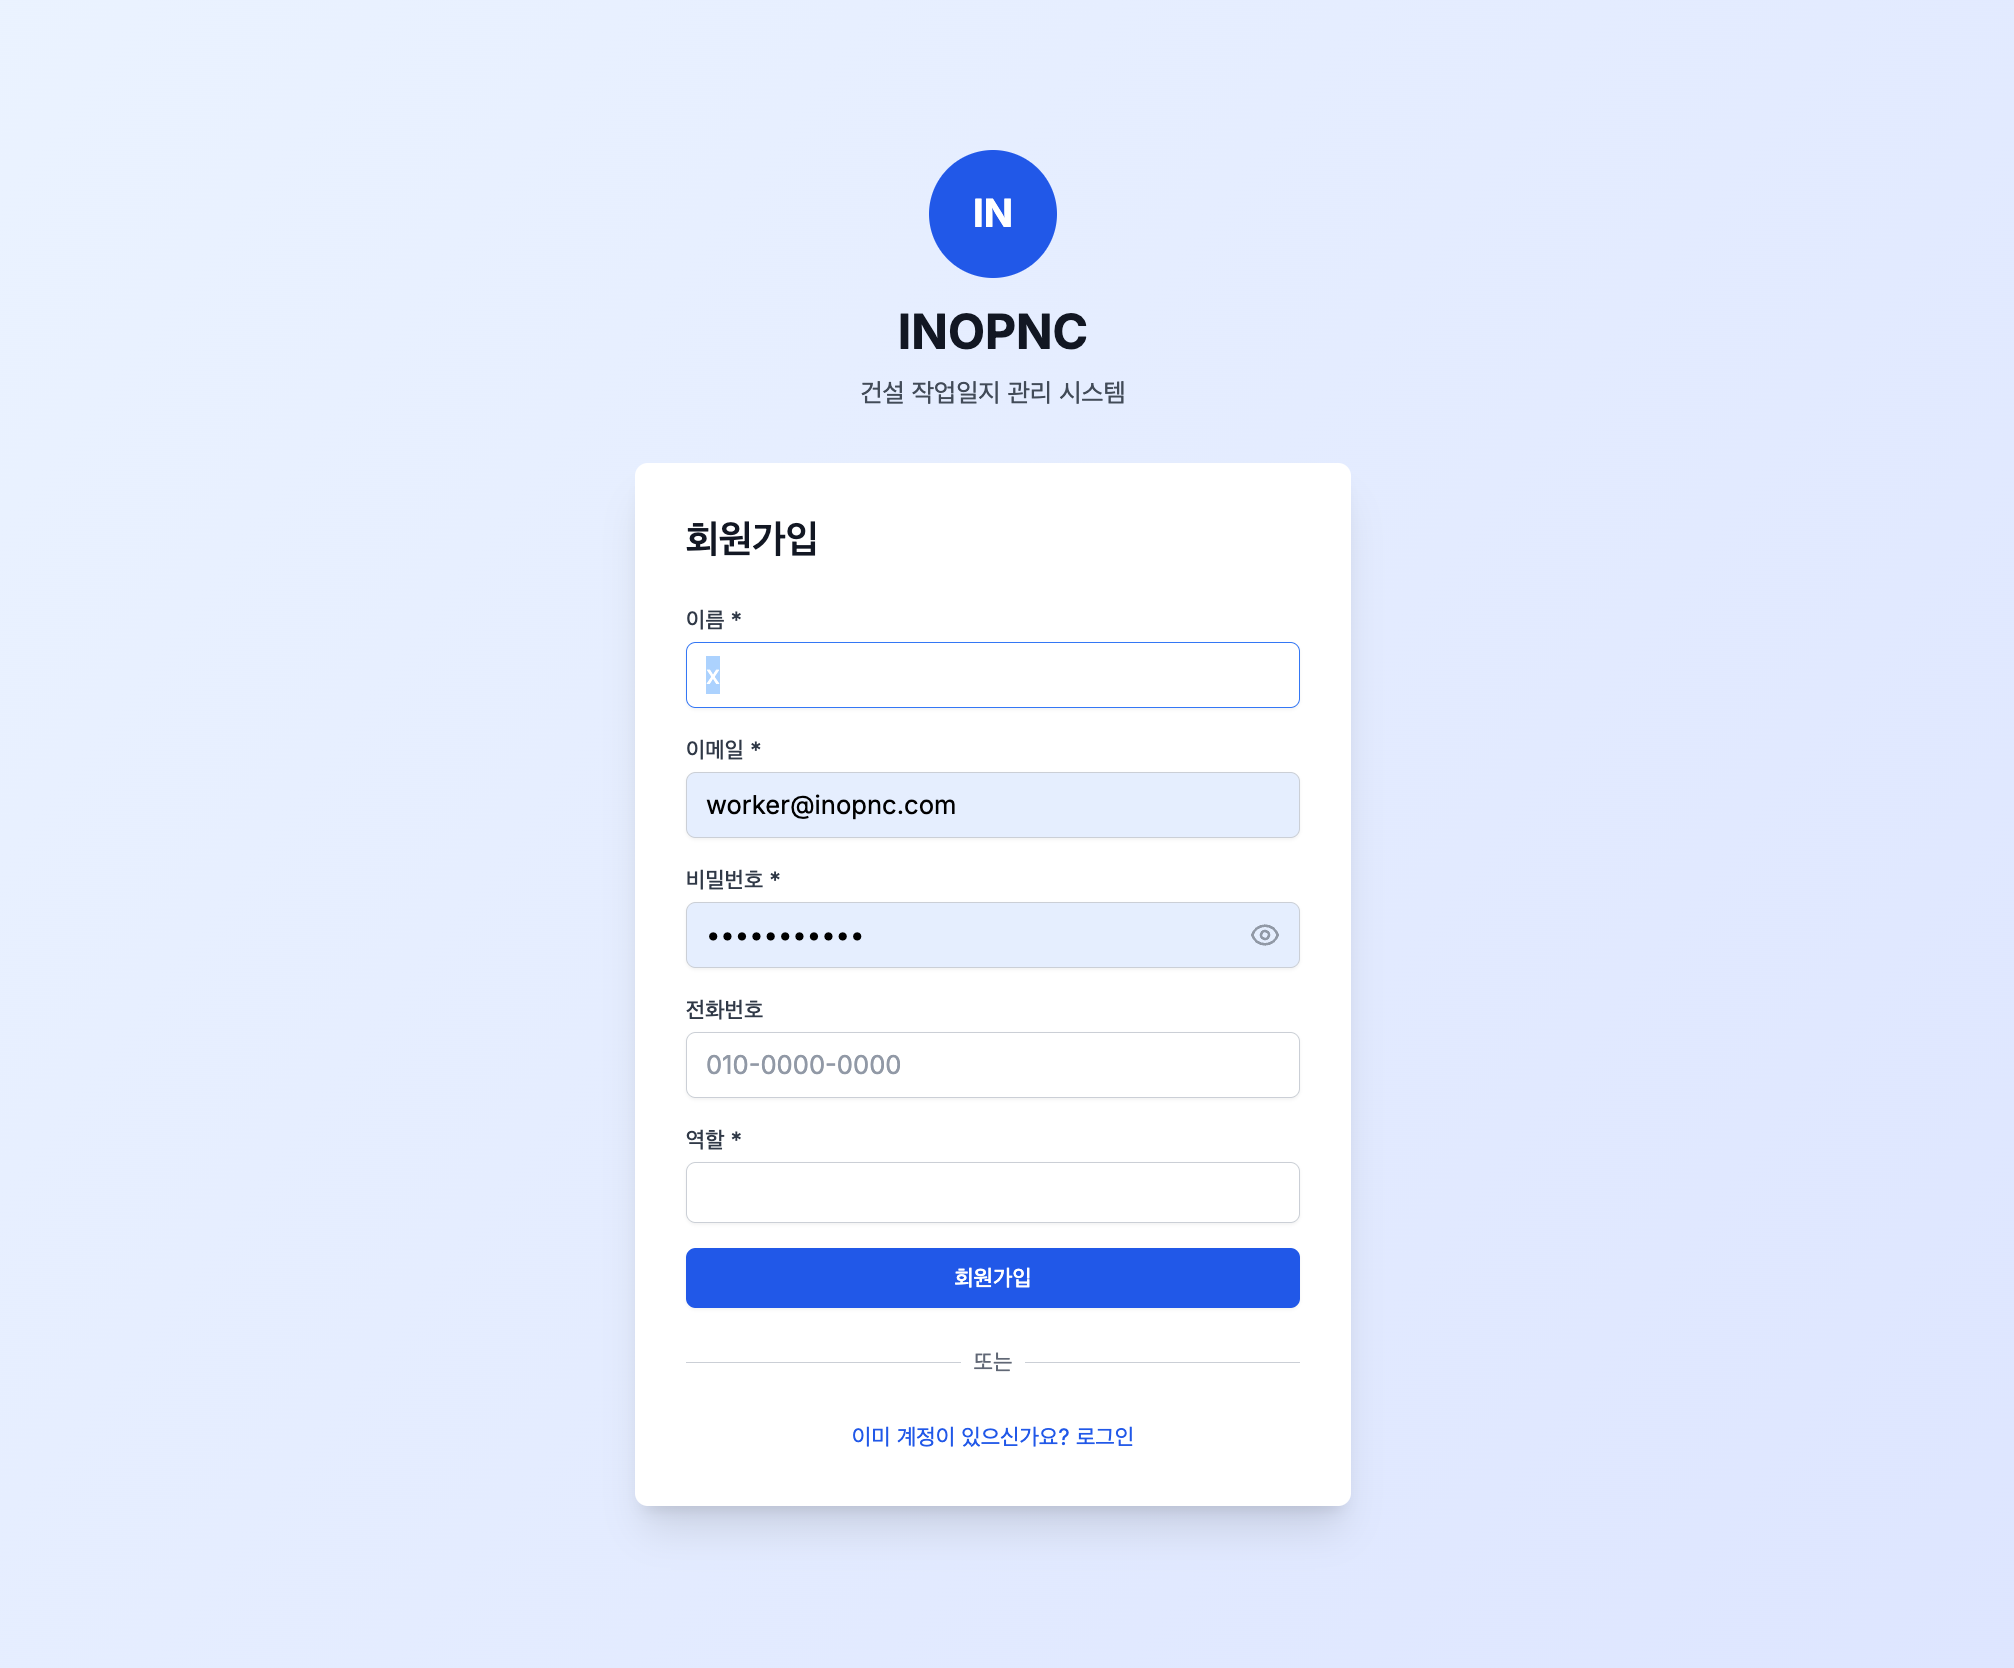 IN
INOPNC
건설 작업일지 관리 시스템
회원가입
이름 *
x
이메일 *
worker@inopnc.com
비밀번호 *
•••••••••••
전화번호
010-0000-0000
역할 *
회원가입
또는
이미 계정이 있으신가요? 로그인